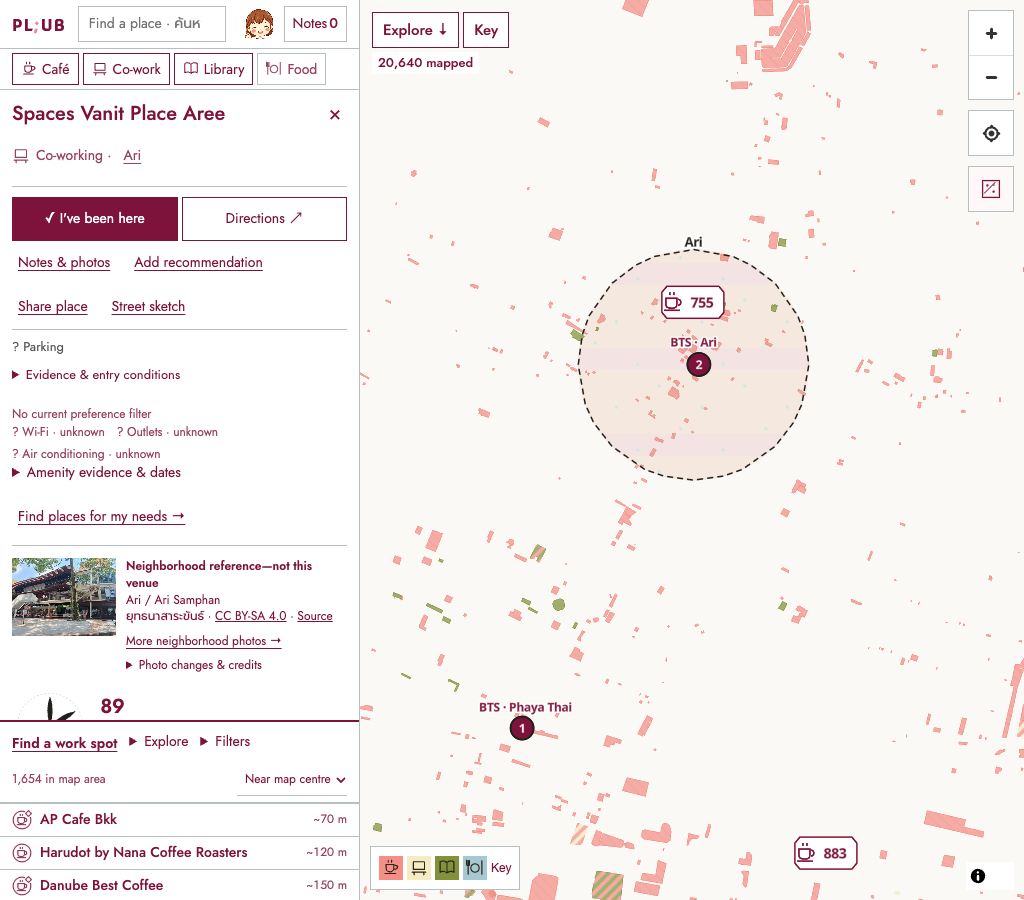 PL;UB
Find a place · ค้นห
Notes 0
Café
Co-work
Library
Food
Spaces Vanit Place Aree
×
Co-working ·
Ari
✓ I've been here
Directions ↗
Notes & photos
Add recommendation
Share place
Street sketch
? Parking
▶ Evidence & entry conditions
No current preference filter
? Wi-Fi · unknown ? Outlets · unknown
? Air conditioning · unknown
▶ Amenity evidence & dates
Find places for my needs →
Neighborhood reference—not this
venue
Ari / Ari Samphan
ยุทธนาสาระขันธ์ · CC BY-SA 4.0 · Source
More neighborhood photos →
▶ Photo changes & credits
89
Find a work spot
▶ Explore
▶ Filters
1,654 in map area
Near map centre
AP Cafe Bkk
~70 m
Harudot by Nana Coffee Roasters
~120 m
Danube Best Coffee
~150 m
Explore ↓
Key
20,640 mapped
+
−
Ari
755
BTS · Ari
2
BTS · Phaya Thai
1
883
Key